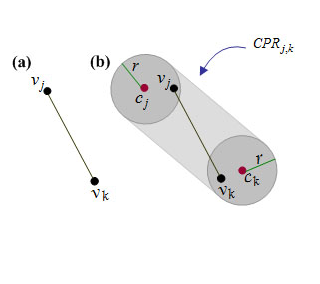 (a)
v_j
v_k
(b)
r
v_j
c_j
CPR_{j,k}
r
c_k
v_k